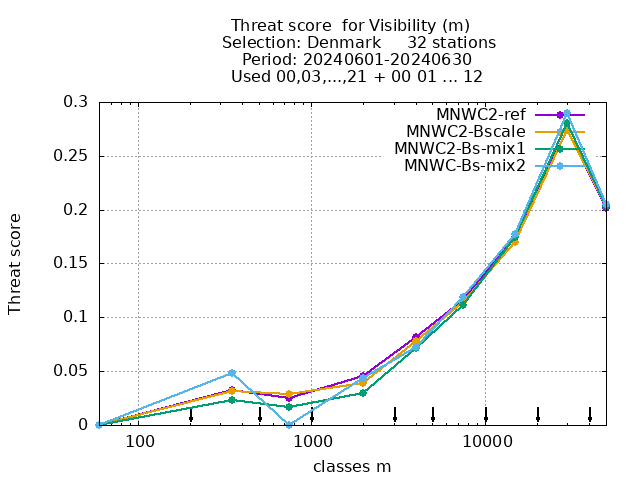 Threat score  for Visibility (m)
Selection: Denmark     32 stations
Period: 20240601-20240630
Used 00,03,...,21 + 00 01 ... 12
MNWC2-ref
MNWC2-Bscale
MNWC2-Bs-mix1
MNWC-Bs-mix2
0.3
0.25
0.2
0.15
0.1
0.05
0
Threat score
100
1000
10000
classes m